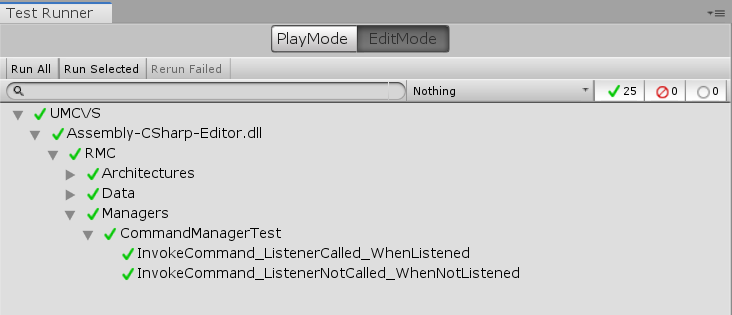 Test Runner
PlayMode EditMode
Run All Run Selected Rerun Failed
Nothing 25 0 0
UMCVS
Assembly-CSharp-Editor.dll
RMC
Architectures
Data
Managers
CommandManagerTest
InvokeCommand_ListenerCalled_WhenListened
InvokeCommand_ListenerNotCalled_WhenNotListened